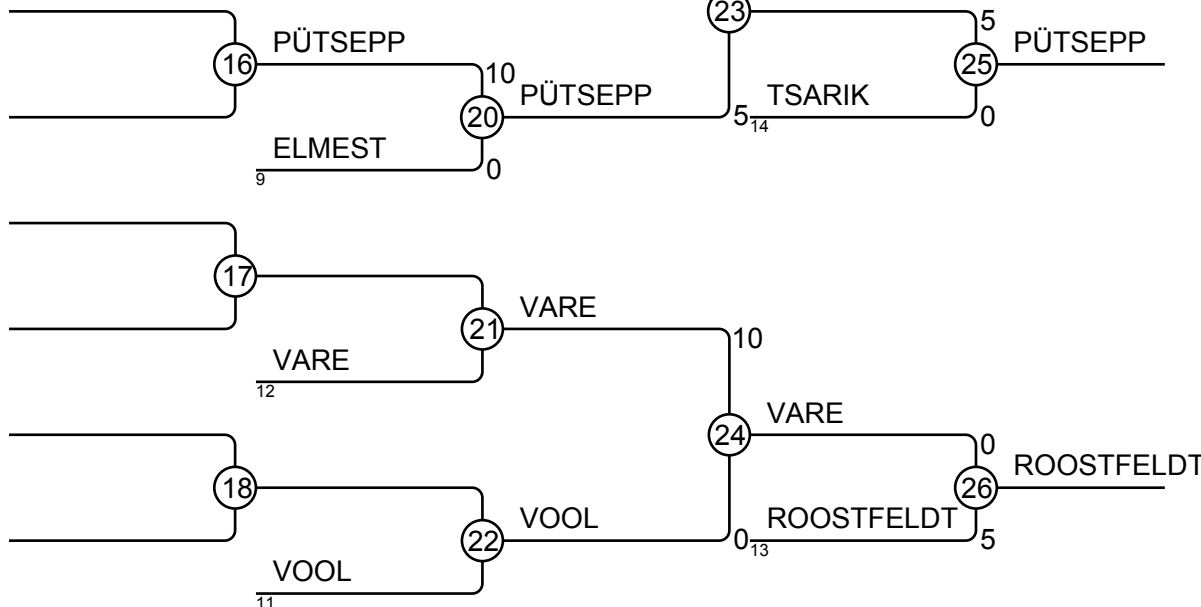 23
5
PÜTSEPP
PÜTSEPP
16
25
10
PÜTSEPP
TSARIK
20
5
14
0
ELMEST
9
0
17
VARE
21
10
VARE
12
VARE
24
0
ROOSTFELDT
18
26
VOOL
ROOSTFELDT
22
0
13
5
VOOL
11